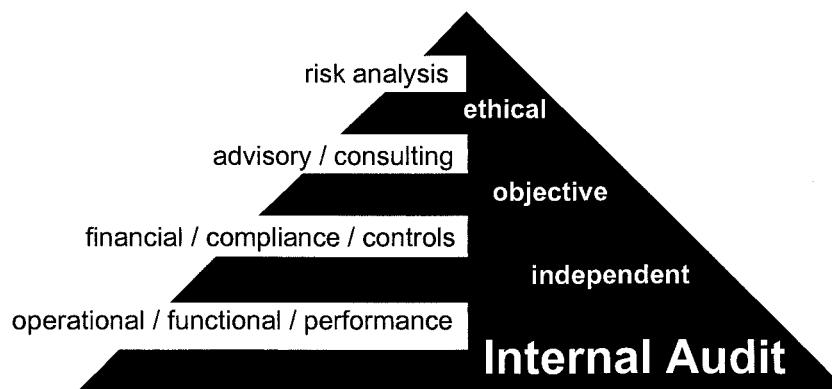 risk analysis
ethical
advisory / consulting
objective
financial / compliance / controls
independent
operational / functional / performance
Internal Audit